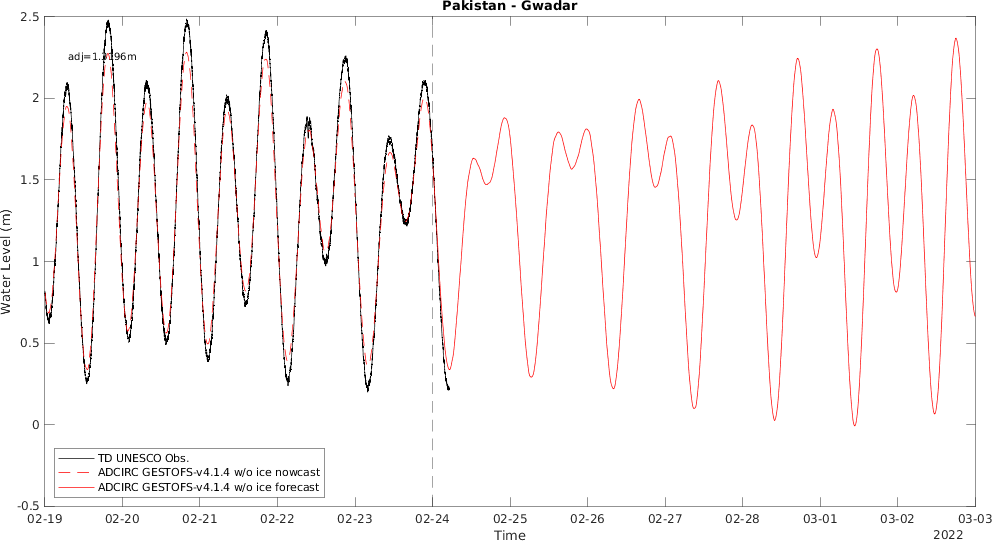 Pakistan - Gwadar
2.5
adj=1.
96m
2
1.5
Water Level (m)
1
0.5
0
TD UNESCO Obs.
ADCIRC GESTOFS-v4.1.4 w/o ice nowcast
ADCIRC GESTOFS-v4.1.4 w/o ice forecast
-0.5
02-19 02-20 02-21 02-22 02-23 02-24 02-25 02-26 02-27 02-28 03-01 03-02 03-03
Time
2022